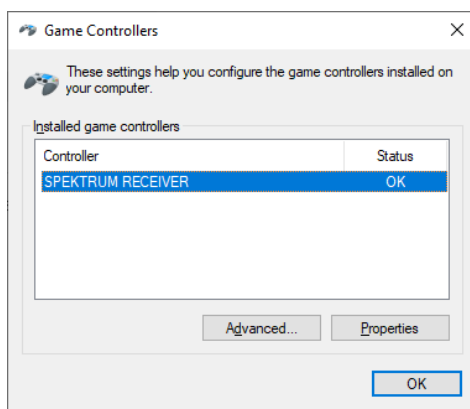 Game Controllers
These settings help you configure the game controllers installed on
your computer.
Installed game controllers
Controller Status
SPEKTRUM RECEIVER OK
Advanced... Properties
OK